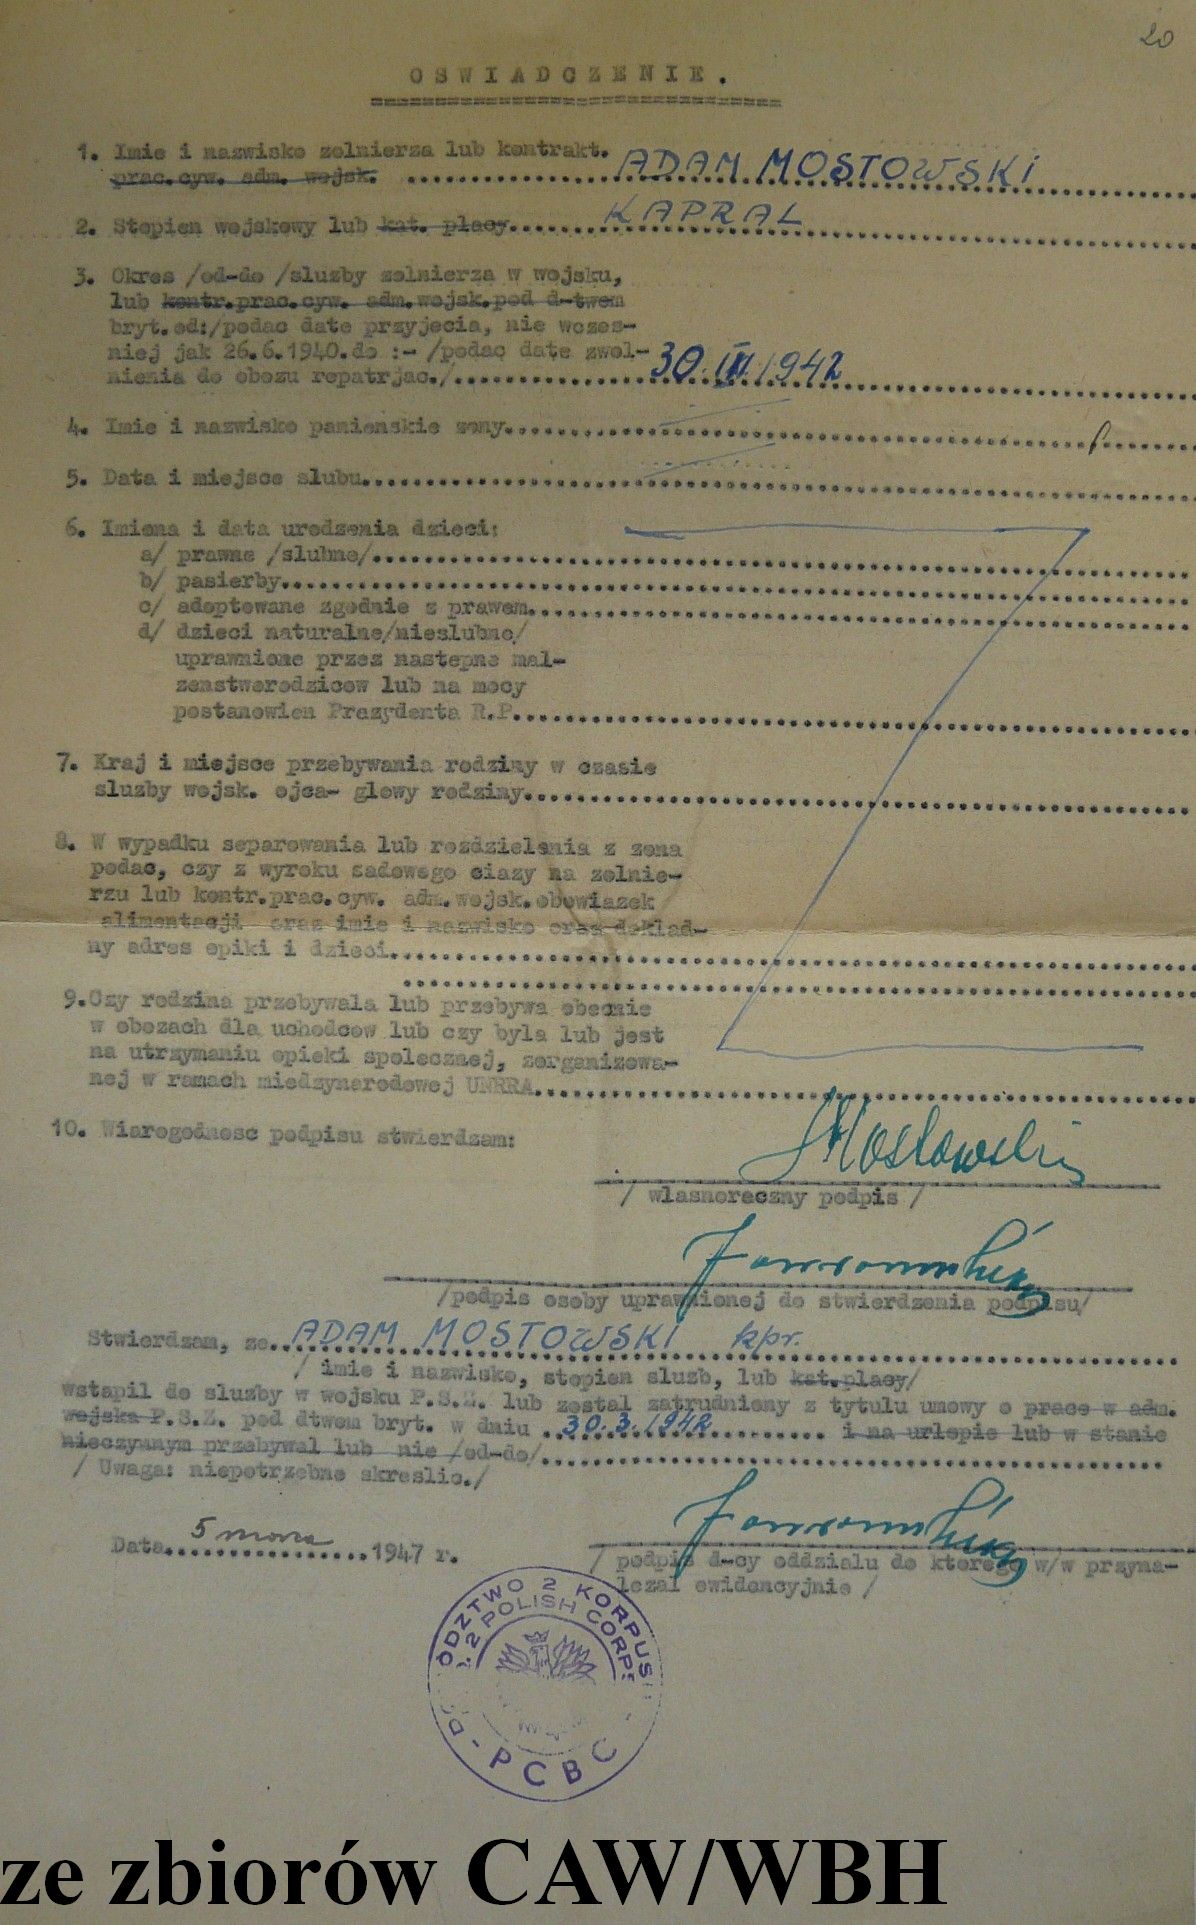 20
OSWIADCZENIE.
1. Imie i nazwisko zolnierza lub kontrakt.
prac.cyw. adm. wojsk. ADAM MOSTOWSKI
2. Stopien wojskowy lub kat. placy. KAPRAL
3. Okres /od-do /sluzby zolnierza w wojsku,
lub kontr.prac.cyw. adm.wojsk.pod d-twem
bryt.od:/podac date przyjecia, nie wczes-
niej jak 26.6.1940.do :- /podac date zwol-
nienia do obozu repatrjac./ 30. III. 1942
4. Imie i nazwisko panienskie zony
5. Data i miejsce slubu
6. Imiona i data urodzenia dzieci:
a/ prawne /slubne/
b/ pasierby
c/ adoptowane zgodnie z prawem
d/ dzieci naturalne/nieslubne/
uprawnione przez nastepne mal-
zenstworodzicow lub na mocy
postanowien Prezydenta R.P.
7. Kraj i miejsce przebywania rodziny w czasie
sluzby wojsk. ojca- glowy rodziny
8. W wypadku separowania lub rozdzielenia z zona
podac, czy z wyroku sadowego ciazy na zolnie-
rzu lub kontr.prac.cyw. adm.wojsk.obowiazek
alimentacji oraz imie i nazwisko oraz doklad-
ny adres opiki i dzieci
9.Czy rodzina przebywala lub przebywa obecnie
w obozach dla uchodcow lub czy byla lub jest
na utrzymaniu opieki spolecznej, zorganizowa-
nej w ramach miedzynarodowej UNRRA
10. Wiarogodnosc podpisu stwierdzam:
Mostowski
/ wlasnoreczny podpis /
/podpis osoby uprawnionej do stwierdzenia podpisu/
Stwierdzam, ze ADAM MOSTOWSKI kpr.
/ imie i nazwisko, stopien sluzb, lub kat.placy/
wstapil do sluzby w wojsku P.S.Z. lub zostal zatrudniony z tytulu umowy o prace w adm.
wojska P.S.Z. pod dtwem bryt. w dniu 30.3.1942 i na urlopie lub w stanie
nieczynnym przebywal lub nie /od-do/
/ Uwaga: niepotrzebne skreslic./
Data 5 marca 1947 r.
/ podpis d-cy oddzialu do ktorego w/w przyna-
lezal ewidencyjnie /
ODZTWO 2 KORPUS
2 POLISH CORPS
PCBC
ze zbiorów CAW/WBH